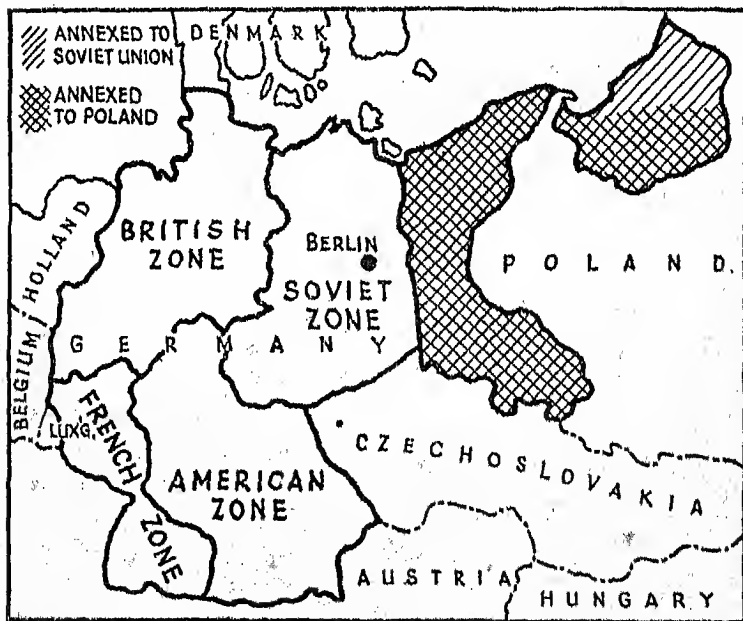 ANNEXED TO
SOVIET UNION
ANNEXED
TO POLAND
DENMARK
BRITISH
ZONE
BERLIN
SOVIET
ZONE
POLAND
HOLLAND
BELGIUM
GERMANY
LUXG.
FRENCH
ZONE
AMERICAN
ZONE
CZECHOSLOVAKIA
AUSTRIA
HUNGARY